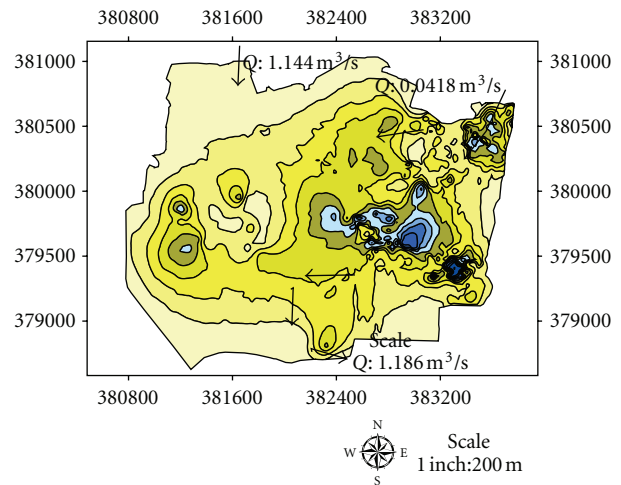 380800 381600 382400 383200
381000 381000
Q: 1.144 m³/s
Q: 0.0418 m³/s
380500 380500
380000 380000
379500 379500
379000 379000
Scale
Q: 1.186 m³/s
380800 381600 382400 383200
N
W E
S
Scale
1 inch:200 m